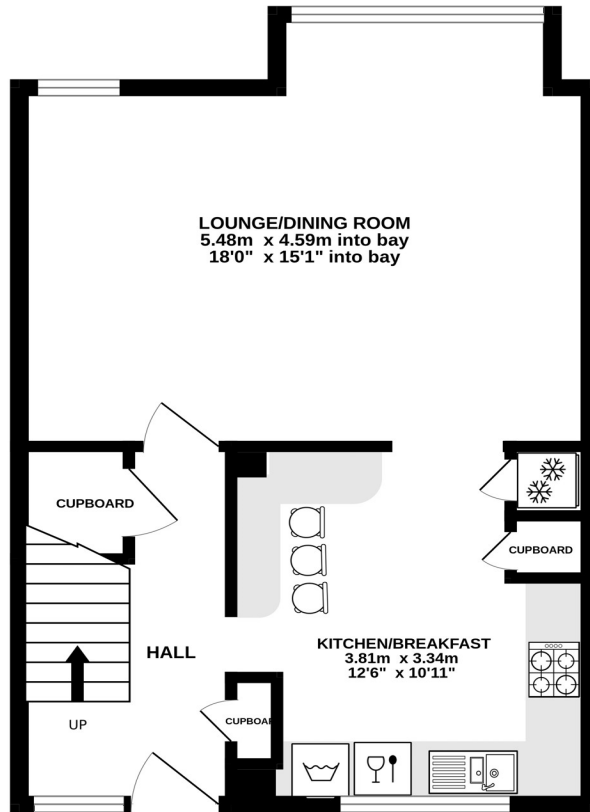 LOUNGE/DINING ROOM
5.48m x 4.59m into bay
18'0" x 15'1" into bay
CUPBOARD
CUPBOARD
KITCHEN/BREAKFAST
3.81m x 3.34m
12'6" x 10'11"
HALL
UP
CUPBOAR